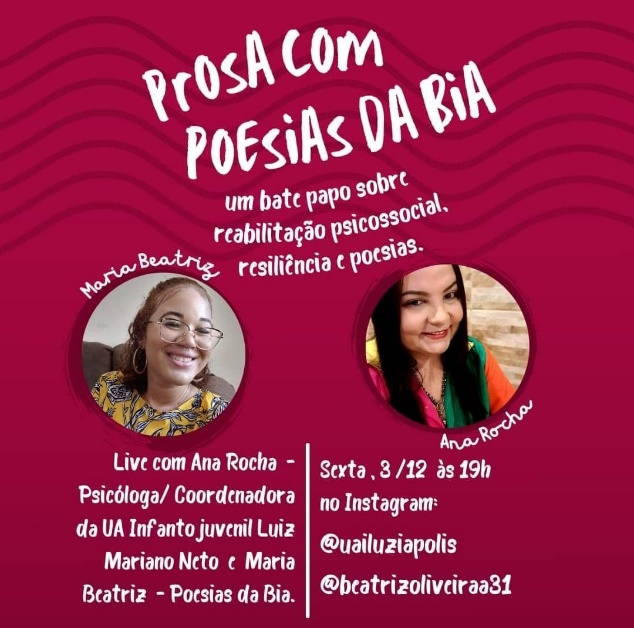 PROSA COM
POESIAS DA BIA
um bate papo sobre
reabilitação psicossocial,
resiliência e poesias.
Maria Beatriz
Ana Rocha
Live com Ana Rocha -
Psicóloga/ Coordenadora
da UA Infantojuvenil Luiz
Mariano Neto e Maria
Beatriz - Poesias da Bia.
Sexta , 3 /12 às 19h
no Instagram:
@uailuziapolis
@beatrizoliveiraa31